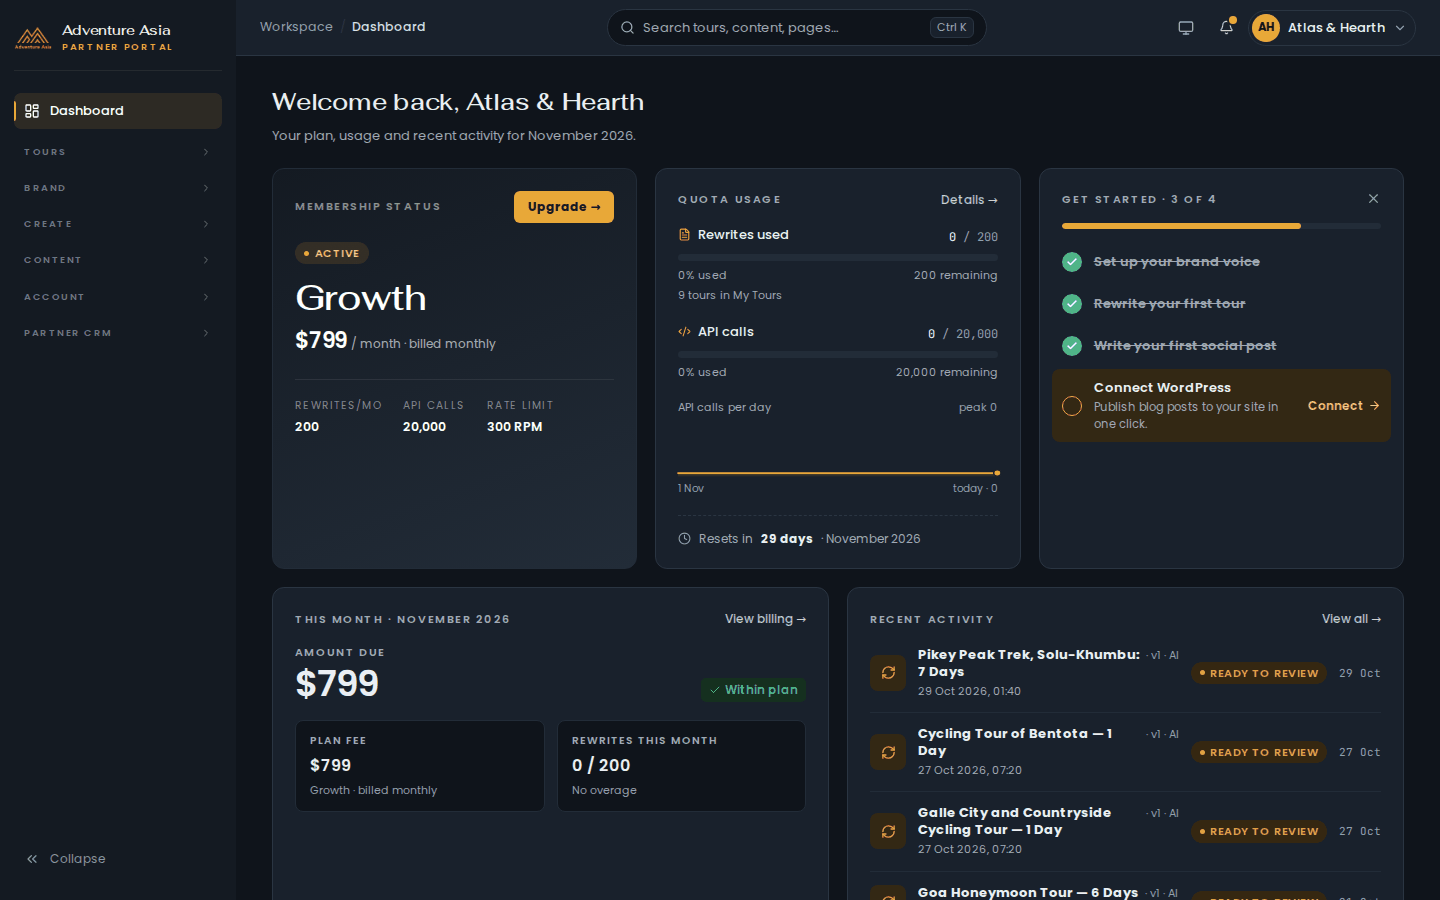 Adventure Asia
Adventure Asia
PARTNER PORTAL
Workspace / Dashboard
Search tours, content, pages...
Ctrl K
AH
Atlas & Hearth
Dashboard
TOURS
BRAND
CREATE
CONTENT
ACCOUNT
PARTNER CRM
Collapse
Welcome back, Atlas & Hearth
Your plan, usage and recent activity for November 2026.
MEMBERSHIP STATUS
Upgrade →
ACTIVE
Growth
$799 / month · billed monthly
REWRITES/MO
API CALLS
RATE LIMIT
200
20,000
300 RPM
QUOTA USAGE
Details →
Rewrites used
0 / 200
0% used
200 remaining
9 tours in My Tours
API calls
0 / 20,000
0% used
20,000 remaining
API calls per day
peak 0
1 Nov
today · 0
Resets in 29 days · November 2026
GET STARTED · 3 OF 4
Set up your brand voice
Rewrite your first tour
Write your first social post
Connect WordPress
Publish blog posts to your site in
one click.
Connect →
THIS MONTH · NOVEMBER 2026
View billing →
AMOUNT DUE
$799
Within plan
PLAN FEE
$799
Growth · billed monthly
REWRITES THIS MONTH
0 / 200
No overage
RECENT ACTIVITY
View all →
Pikey Peak Trek, Solu-Khumbu: · v1 · AI
7 Days
29 Oct 2026, 01:40
READY TO REVIEW
29 Oct
Cycling Tour of Bentota — 1 · v1 · AI
Day
27 Oct 2026, 07:20
READY TO REVIEW
27 Oct
Galle City and Countryside · v1 · AI
Cycling Tour — 1 Day
27 Oct 2026, 07:20
READY TO REVIEW
27 Oct
Goa Honeymoon Tour — 6 Days · v1 · AI